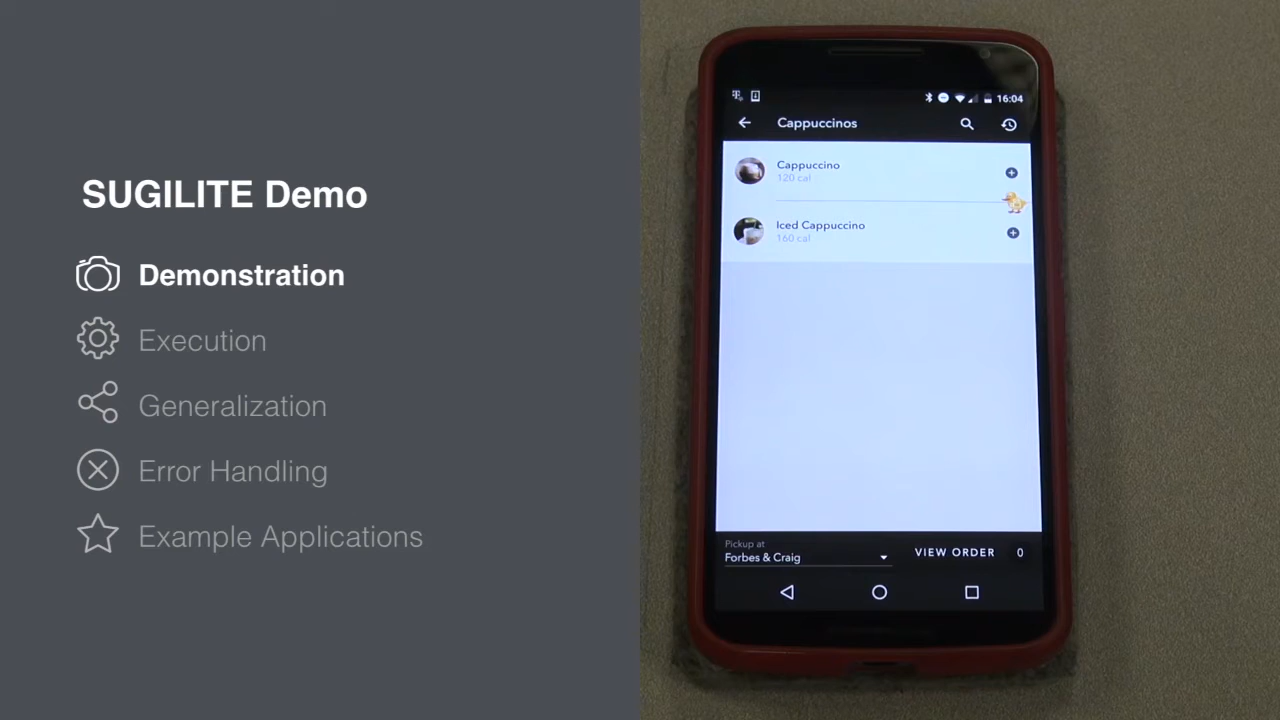 SUGILITE Demo
Demonstration
Execution
Generalization
Error Handling
Example Applications
16:04
Cappuccinos
Cappuccino
120 cal
Iced Cappuccino
160 cal
Pickup at
Forbes & Craig
VIEW ORDER 0